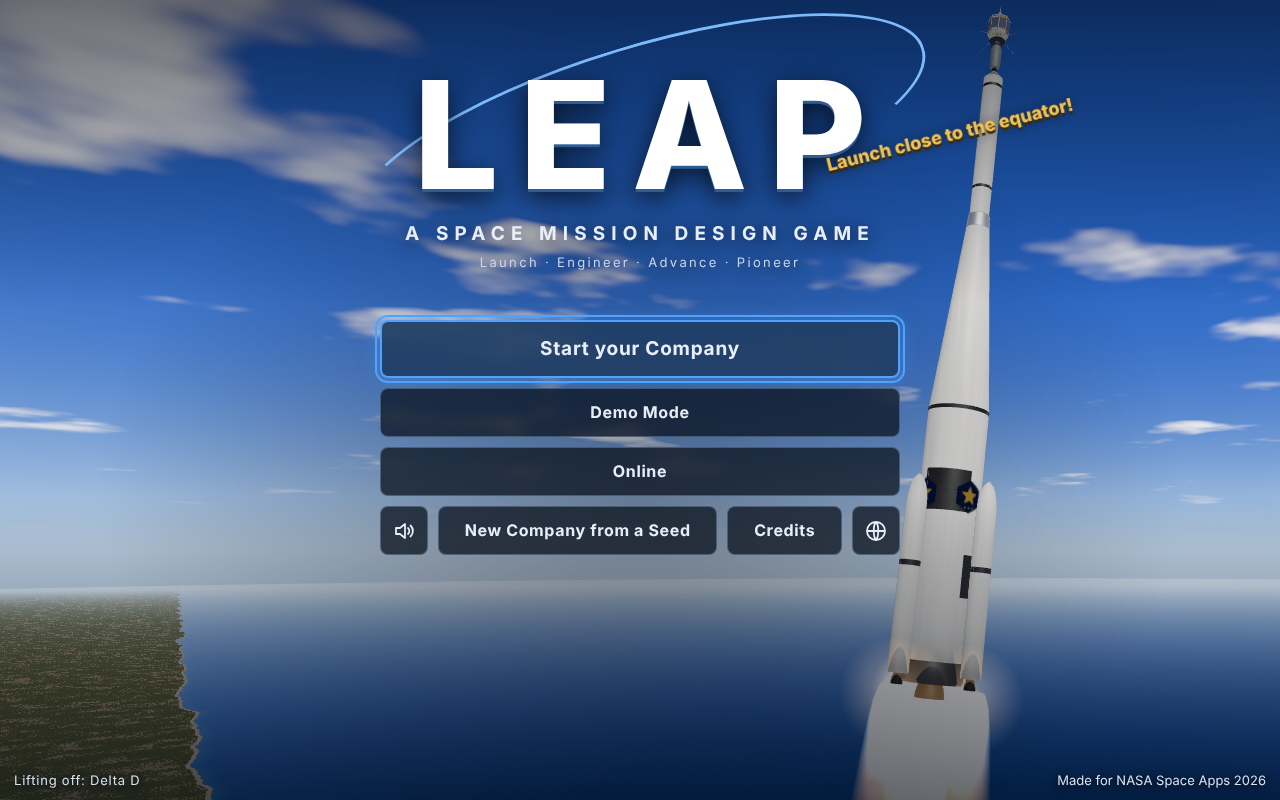 LEAP
Launch close to the equator!
A SPACE MISSION DESIGN GAME
Launch · Engineer · Advance · Pioneer
Start your Company
Demo Mode
Online
New Company from a Seed
Credits
Lifting off: Delta D
Made for NASA Space Apps 2026